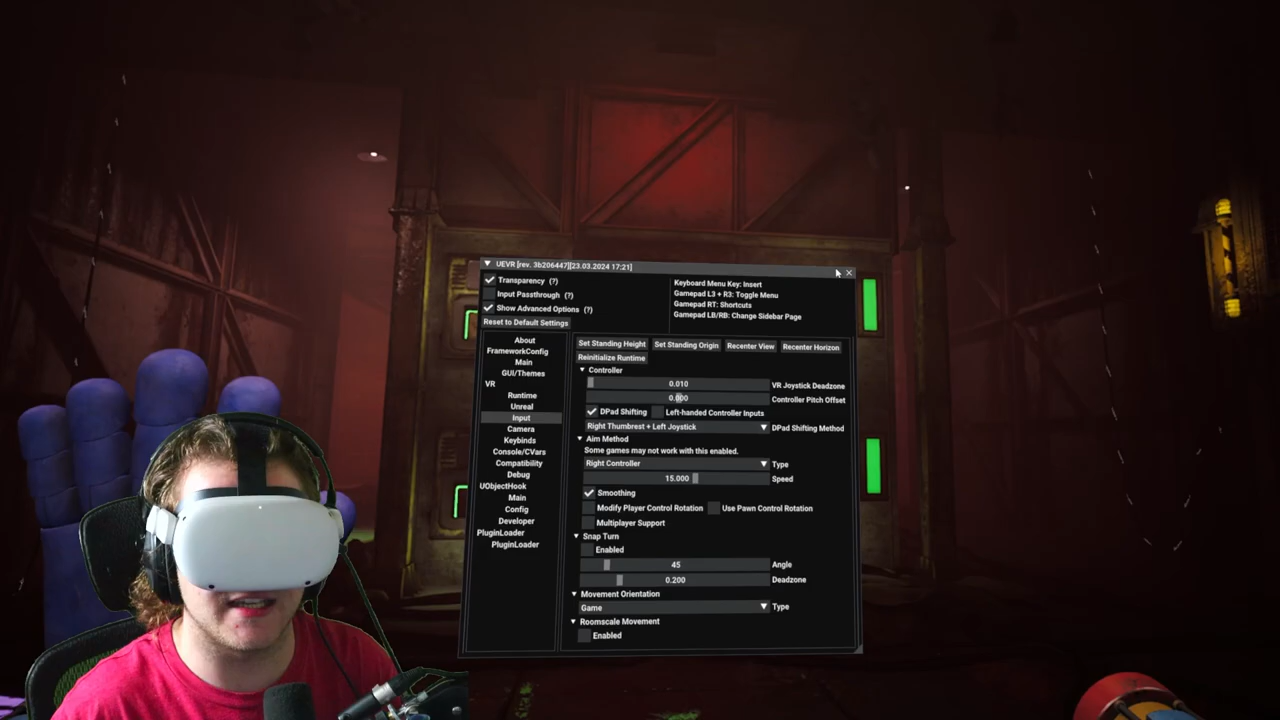 UEVR [rev. 3b206447][23.03.2024 17:21]
Transparency (?)
Input Passthrough (?)
Show Advanced Options (?)
Reset to Default Settings
Keyboard Menu Key: Insert
Gamepad L3 + R3: Toggle Menu
Gamepad RT: Shortcuts
Gamepad LB/RB: Change Sidebar Page
About
FrameworkConfig
Main
GUI/Themes
VR
Runtime
Unreal
Input
Camera
Keybinds
Console/CVars
Compatibility
Debug
UObjectHook
Main
Config
Developer
PluginLoader
PluginLoader
Set Standing Height Set Standing Origin Recenter View Recenter Horizon
Reinitialize Runtime
Controller
0.010 VR Joystick Deadzone
0.000 Controller Pitch Offset
DPad Shifting Left-handed Controller Inputs
Right Thumbrest + Left Joystick DPad Shifting Method
Aim Method
Some games may not work with this enabled.
Right Controller Type
15.000 Speed
Smoothing
Modify Player Control Rotation Use Pawn Control Rotation
Multiplayer Support
Snap Turn
Enabled
45 Angle
0.200 Deadzone
Movement Orientation
Game Type
Roomscale Movement
Enabled